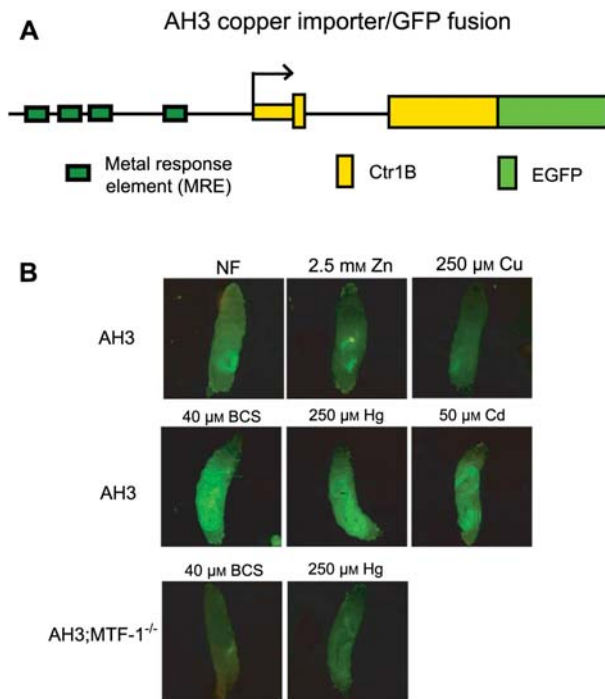 A
AH3 copper importer/GFP fusion
Metal response
element (MRE)
Ctr1B
EGFP
B
NF
2.5 mM Zn
250 µM Cu
AH3
40 µM BCS
250 µM Hg
50 µM Cd
AH3
40 µM BCS
250 µM Hg
AH3;MTF-1-/-